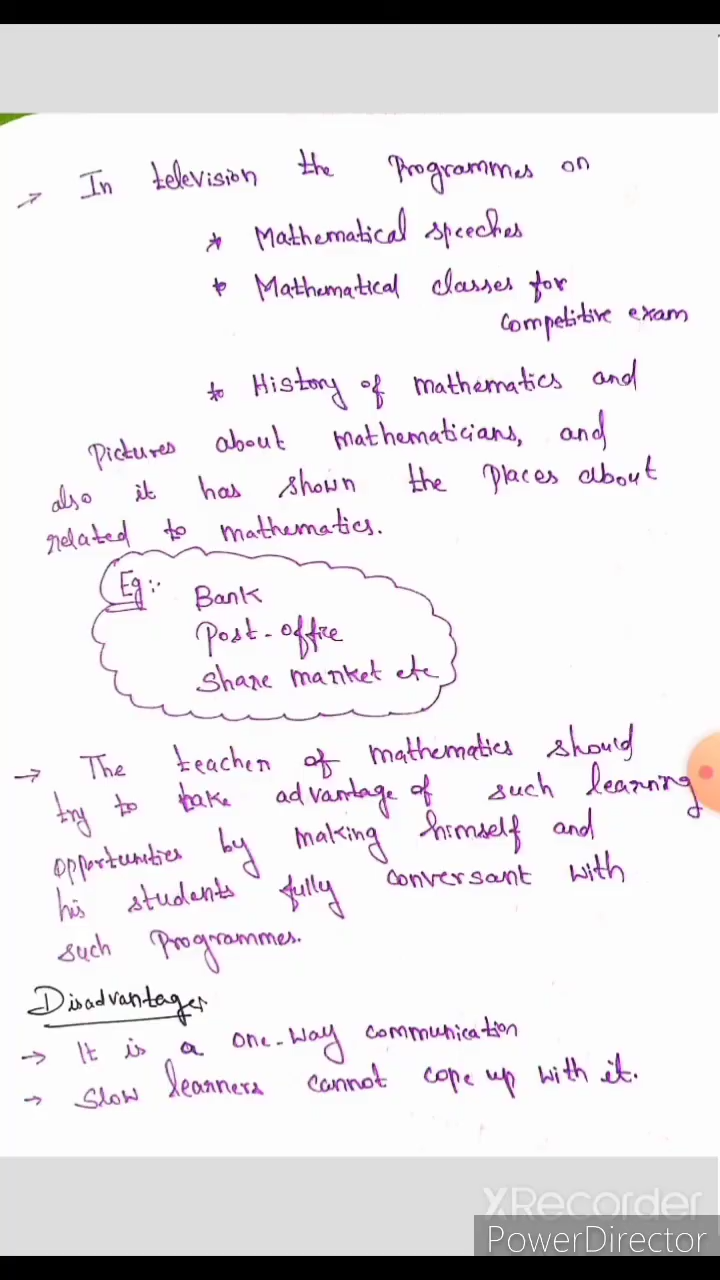 → In television the Programmes on
* Mathematical speeches
* Mathematical classes for
competitive exam
* History of mathematics and
Pictures about mathematicians, and
also it has shown the places about
related to mathematics.
Eg:-
Bank
Post-office
Share market etc
→ The teacher of mathematics should
try to take advantage of such learning
opportunities by making himself and
his students fully conversant with
such Programmes.
Disadvantages
→ It is a one-way communication
→ Slow learners cannot cope up with it.
XRecorder
PowerDirector